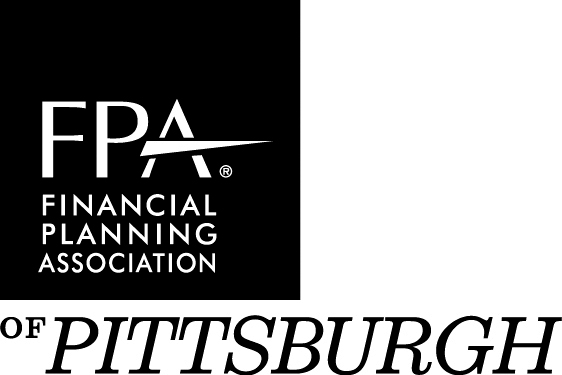 FPA®
FINANCIAL
PLANNING
ASSOCIATION
OF PITTSBURGH